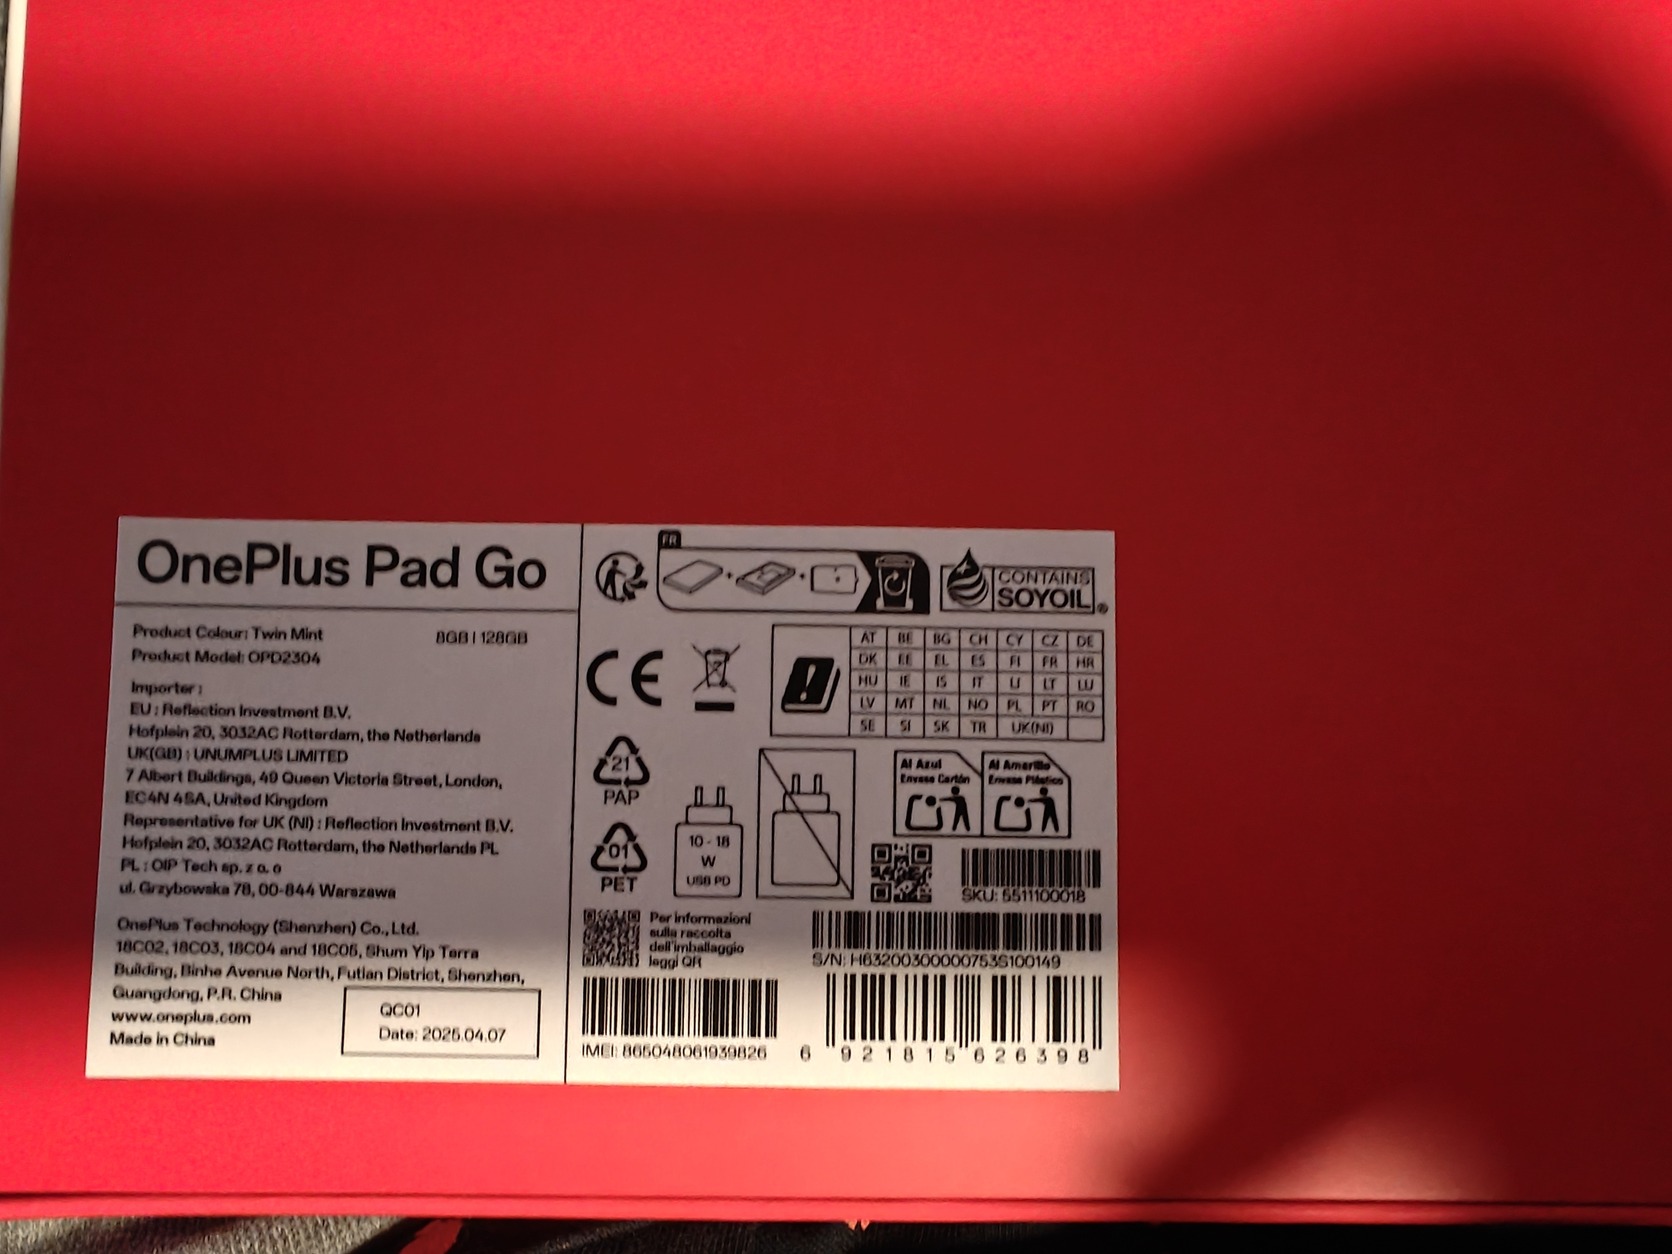 OnePlus Pad Go
Product Colour: Twin Mint
8GB | 128GB
Product Model: OPD2304
Importer :
EU : Reflection Investment B.V.
Hofplein 20, 3032AC Rotterdam, the Netherlands
UK(GB) : UNUMPLUS LIMITED
7 Albert Buildings, 49 Queen Victoria Street, London,
EC4N 4SA, United Kingdom
Representative for UK (NI) : Reflection Investment B.V.
Hofplein 20, 3032AC Rotterdam, the Netherlands PL
PL : OIP Tech sp. z o. o
ul. Grzybowska 78, 00-844 Warszawa
OnePlus Technology (Shenzhen) Co., Ltd.
18C02, 18C03, 18C04 and 18C05, Shum Yip Terra
Building, Binhe Avenue North, Futian District, Shenzhen,
Guangdong, P.R. China
www.oneplus.com
Made in China
QC01
Date: 2025.04.07
FR
CONTAINS
SOYOIL®
CE
AT BE BG CH CY CZ DE
DK EE EL ES FI FR HR
HU IE IS IT LI LT LU
LV MT NL NO PL PT RO
SE SI SK TR UK(NI)
21
PAP
01
PET
10 - 18
W
USB PD
Al Azul
Envase Cartón
Al Amarillo
Envase Plástico
SKU: 5511100018
Per informazioni
sulla raccolta
dell'imballaggio
leggi QR
S/N: H63200300000753S100149
IMEI: 865048061939826
6 921815 626398